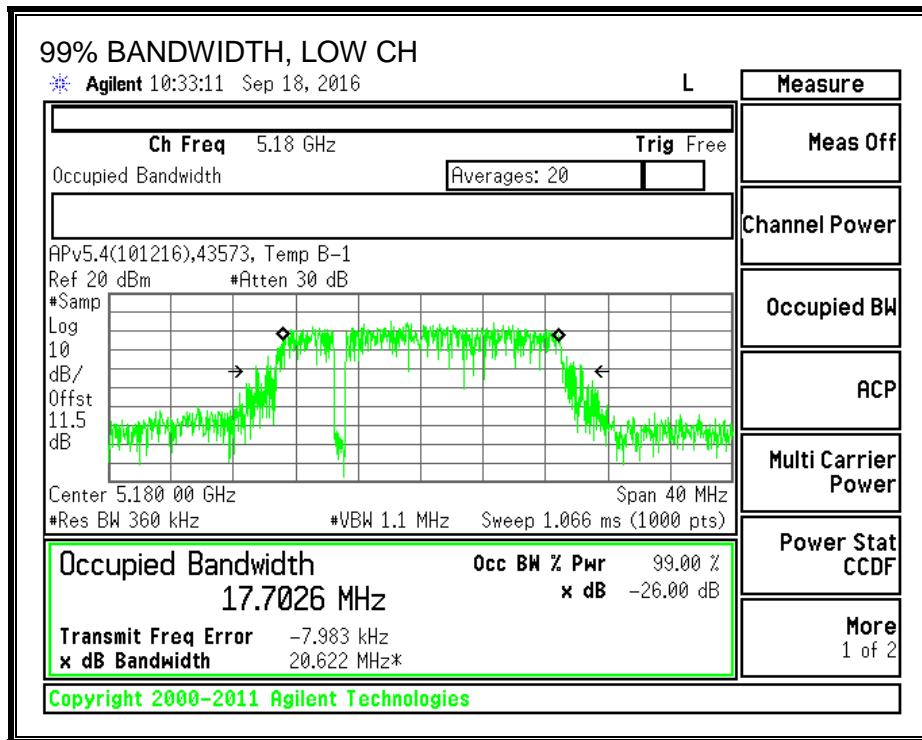 99% BANDWIDTH, LOW CH
Agilent 10:33:11 Sep 18, 2016 L
Measure
Ch Freq 5.18 GHz Trig Free
Meas Off
Occupied Bandwidth Averages: 20
Channel Power
APv5.4(101216),43573, Temp B-1
Ref 20 dBm #Atten 30 dB
#Samp
Log
10
dB/
Offst
11.5
dB
Occupied BW
ACP
Center 5.180 00 GHz Span 40 MHz
#Res BW 360 kHz #VBW 1.1 MHz Sweep 1.066 ms (1000 pts)
Multi Carrier
Power
Occupied Bandwidth Occ BW % Pwr 99.00 %
17.7026 MHz x dB -26.00 dB
Transmit Freq Error -7.983 kHz
x dB Bandwidth 20.622 MHz*
Power Stat
CCDF
More
1 of 2
Copyright 2000-2011 Agilent Technologies